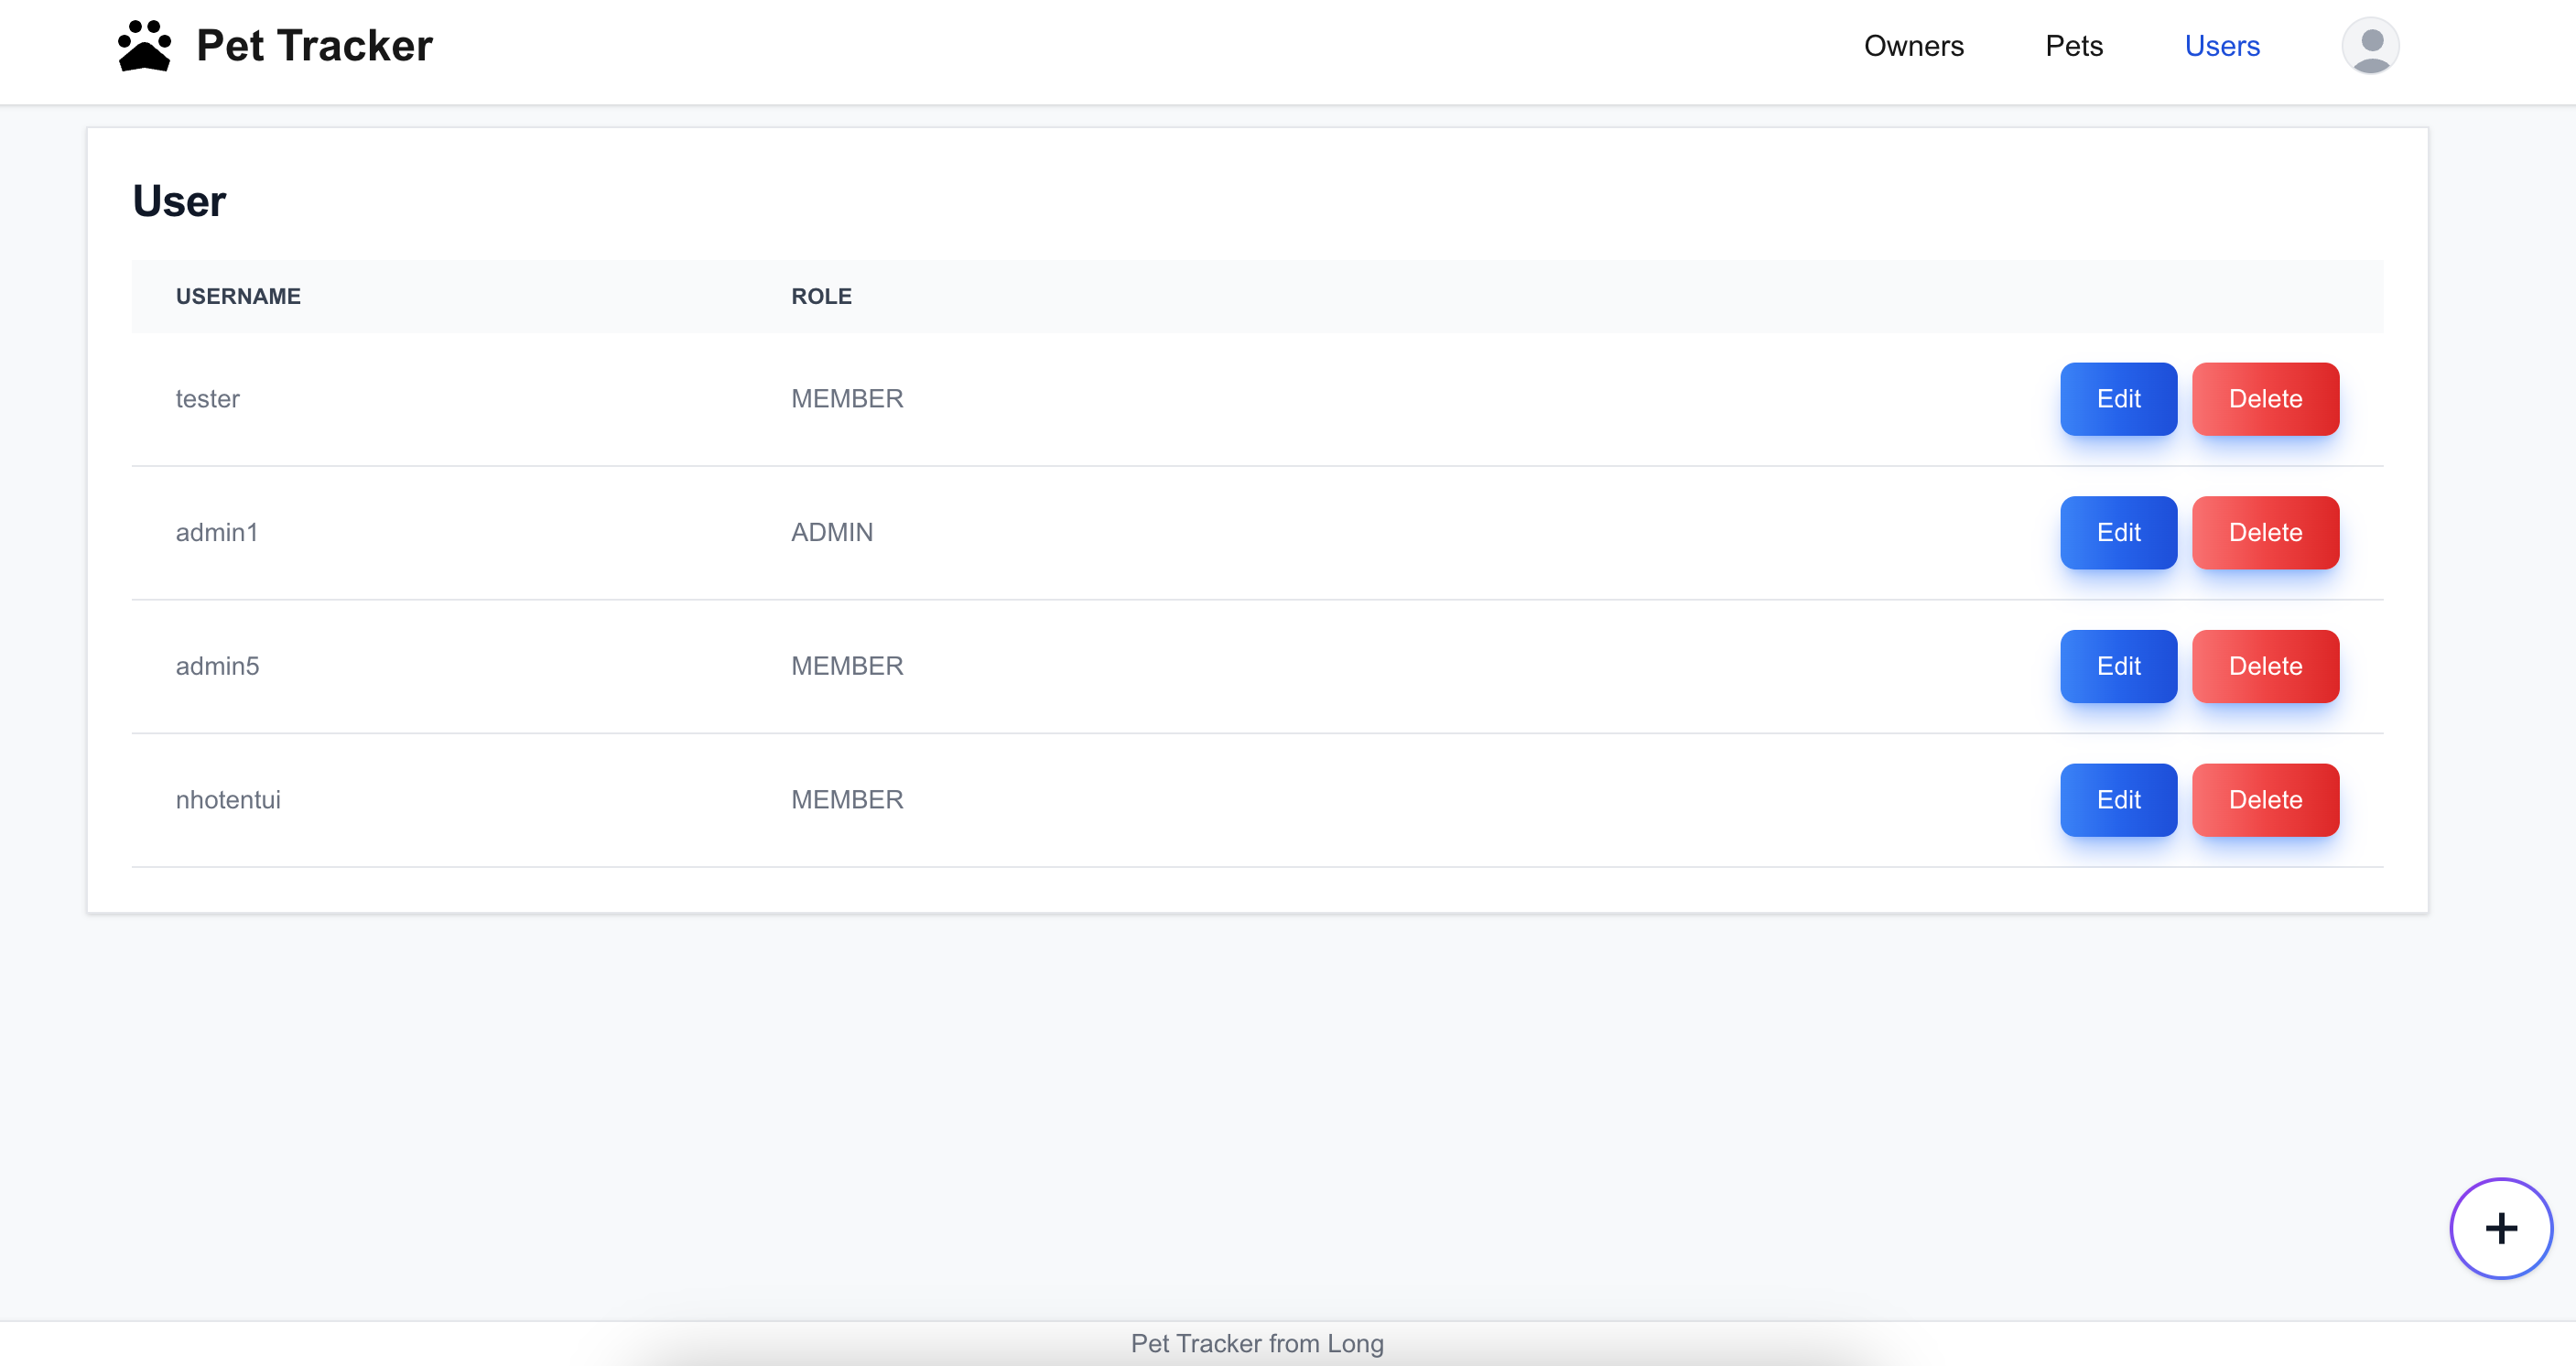 Pet Tracker
Owners Pets Users
User
USERNAME ROLE
tester MEMBER Edit Delete
admin1 ADMIN Edit Delete
admin5 MEMBER Edit Delete
nhotentui MEMBER Edit Delete
+
Pet Tracker from Long